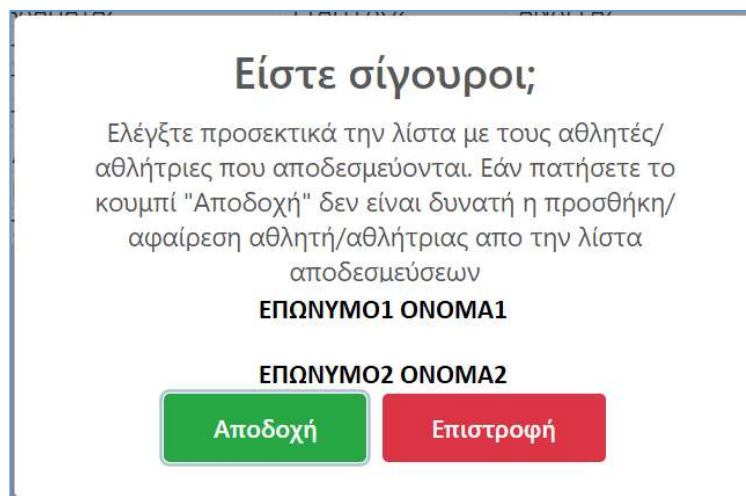 Είστε σίγουροι;
Ελέγξτε προσεκτικά την λίστα με τους αθλητές/
αθλήτριες που αποδεσμεύονται. Εάν πατήσετε το
κουμπί "Αποδοχή" δεν είναι δυνατή η προσθήκη/
αφαίρεση αθλητή/αθλήτριας απο την λίστα
αποδεσμεύσεων
ΕΠΩΝΥΜΟ1 ΟΝΟΜΑ1
ΕΠΩΝΥΜΟ2 ΟΝΟΜΑ2
Αποδοχή Επιστροφή